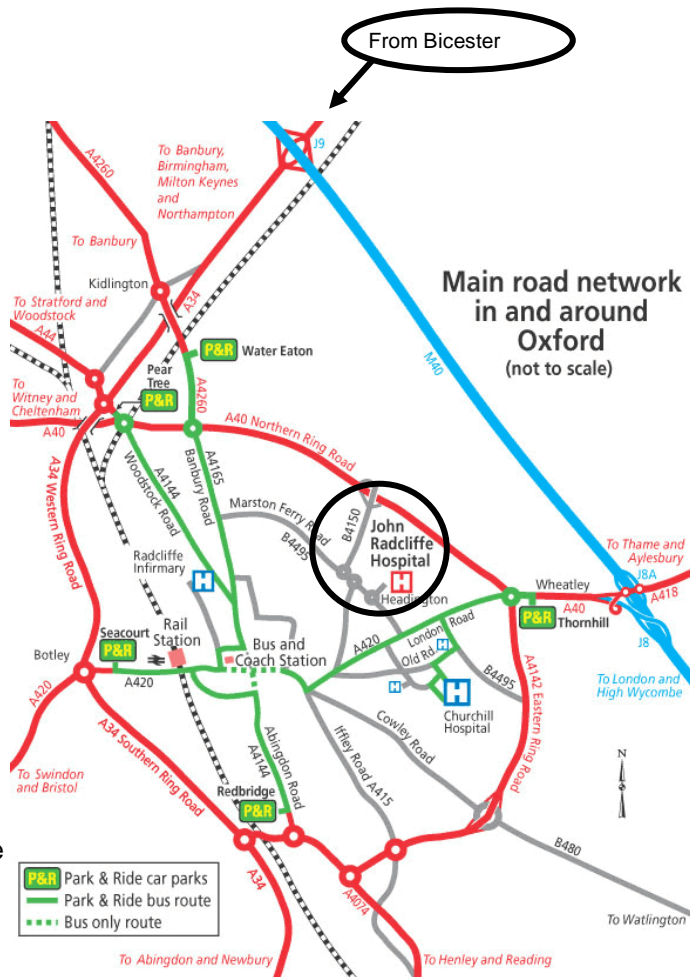 From Bicester
J9
A4260
To Banbury,
Birmingham,
Milton Keynes
and
Northampton
To Banbury
Kidlington
A34
To Stratford and
Woodstock
A44
Main road network
in and around
Oxford
(not to scale)
M40
P&R Water Eaton
Pear
Tree
P&R
To
Witney and
Cheltenham
A40
A4260
A40 Northern Ring Road
A34 Western Ring Road
A4144
Woodstock Road
A4165
Banbury Road
Marston Ferry Road
B4495
B4150
John
Radcliffe
Hospital
H
Headington
Radcliffe
Infirmary
H
To Thame and
Aylesbury
J8A
A418
Wheatley
A40
P&R Thornhill
J8
To London and
High Wycombe
Seacourt
P&R
Rail
Station
Bus and
Coach Station
Botley
A420
A420
A420
London Road
Old Rd.
H
H
H
B4495
Churchill
Hospital
A4142 Eastern Ring Road
To Swindon
and Bristol
A34 Southern Ring Road
Abingdon Road
A4144
Iffley Road A415
Cowley Road
Redbridge
P&R
N
B480
To Watlington
A34
A4074
To Abingdon and Newbury
To Henley and Reading
e
P&R Park & Ride car parks
Park & Ride bus route
Bus only route